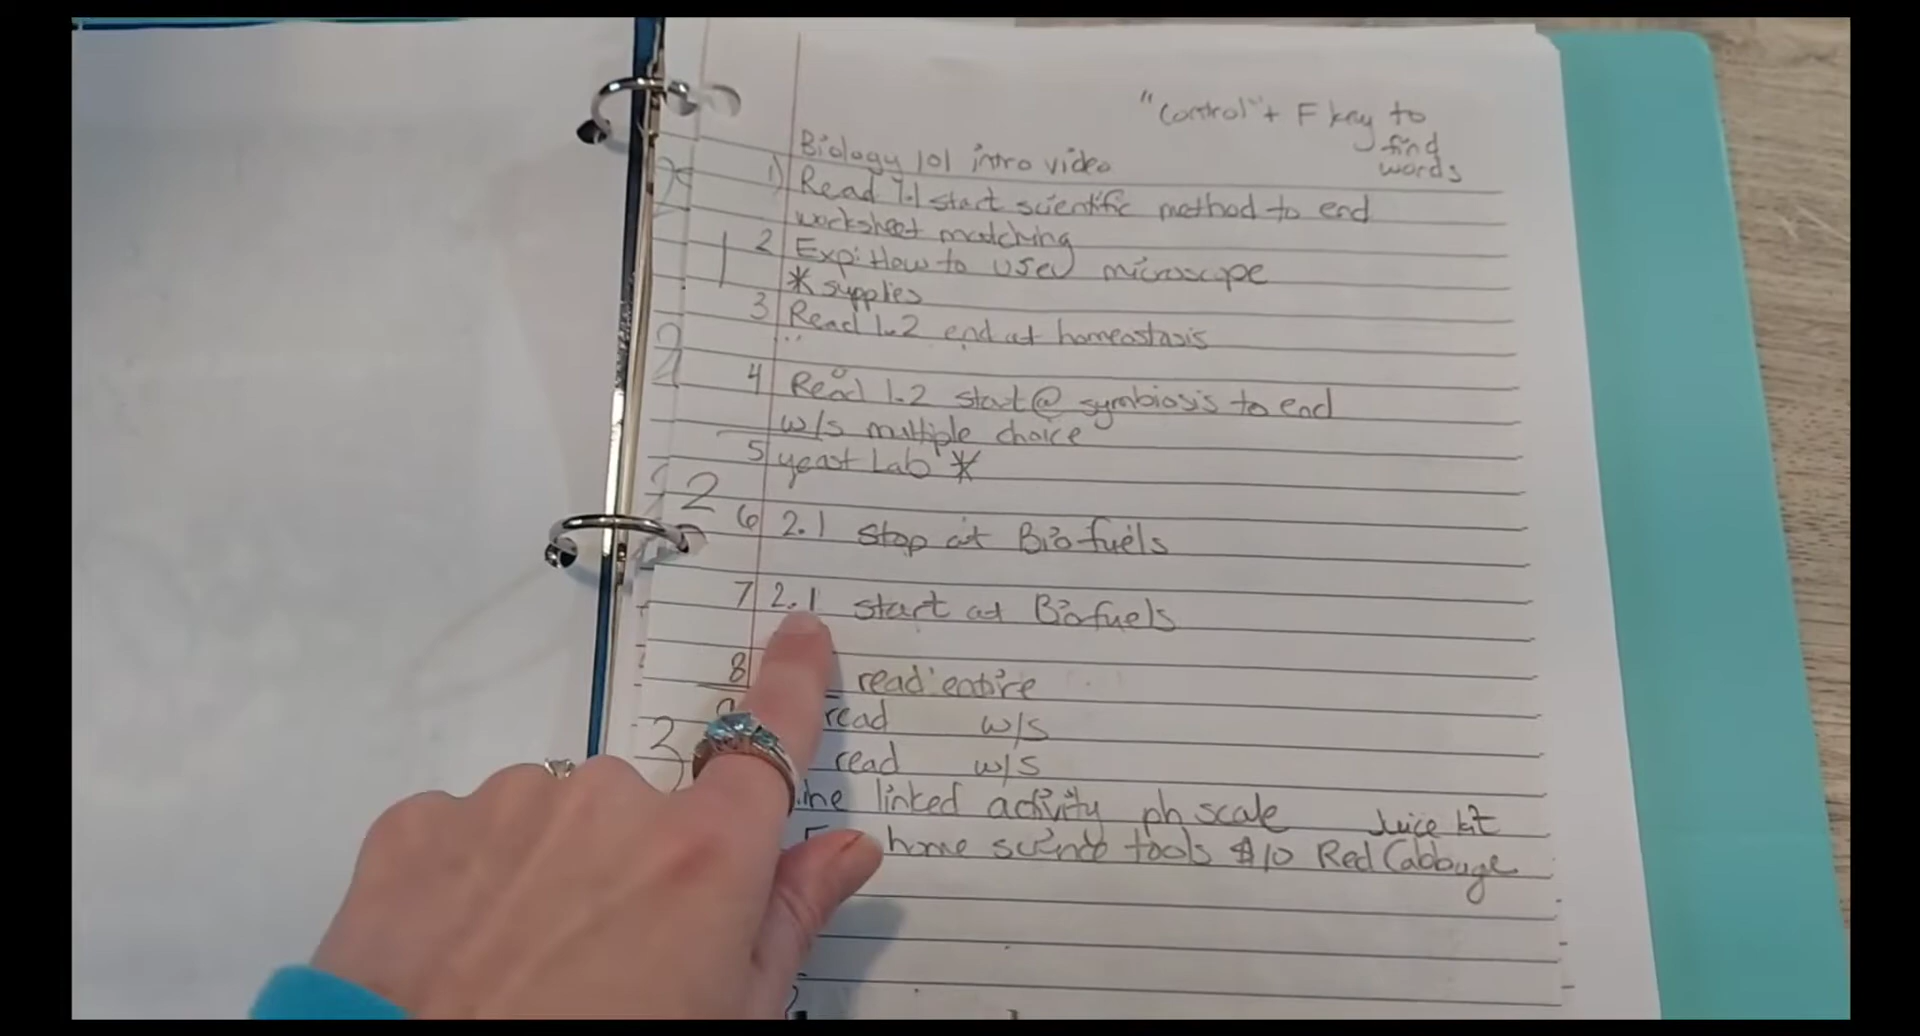 "Control" + F key to
find
words
Biology 101 intro video
1) Read 1.1 start scientific method to end
worksheet matching
1
2 Exp: How to use microscope
* supplies
3 Read 1.2 end at homeostasis
4 Read 1.2 start @ symbiosis to end
w/s multiple choice
5 yeast Lab *
2
6 2.1 stop at Biofuels
7 2.1 start at Biofuels
8 read entire
read w/s
3
read w/s
linked activity ph scale Juice kit
home science tools $10 Red Cabbage